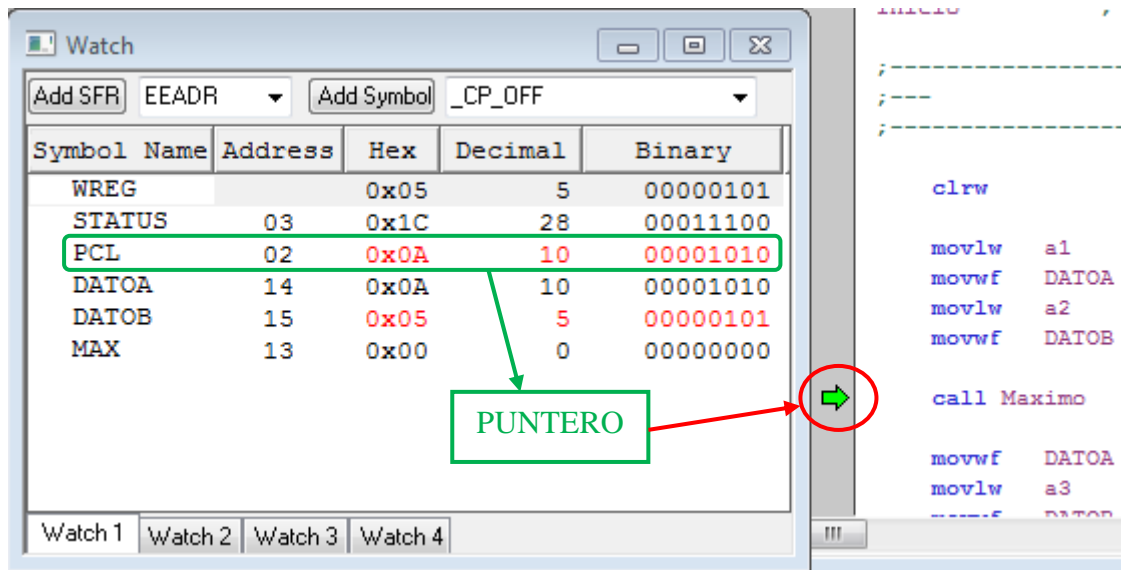 Watch
Add SFR EEADR Add Symbol _CP_OFF
Symbol Name Address Hex Decimal Binary
WREG 0x05 5 00000101
STATUS 03 0x1C 28 00011100
PCL 02 0x0A 10 00001010
DATOA 14 0x0A 10 00001010
DATOB 15 0x05 5 00000101
MAX 13 0x00 0 00000000
PUNTERO
Watch 1 Watch 2 Watch 3 Watch 4
;------------------
;---
;------------------
clrw
movlw a1
movwf DATOA
movlw a2
movwf DATOB
call Maximo
movwf DATOA
movlw a3